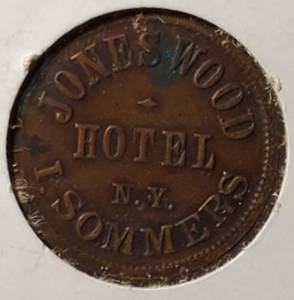 JONES WOOD
HOTEL
N.Y.
I. SOMMERS